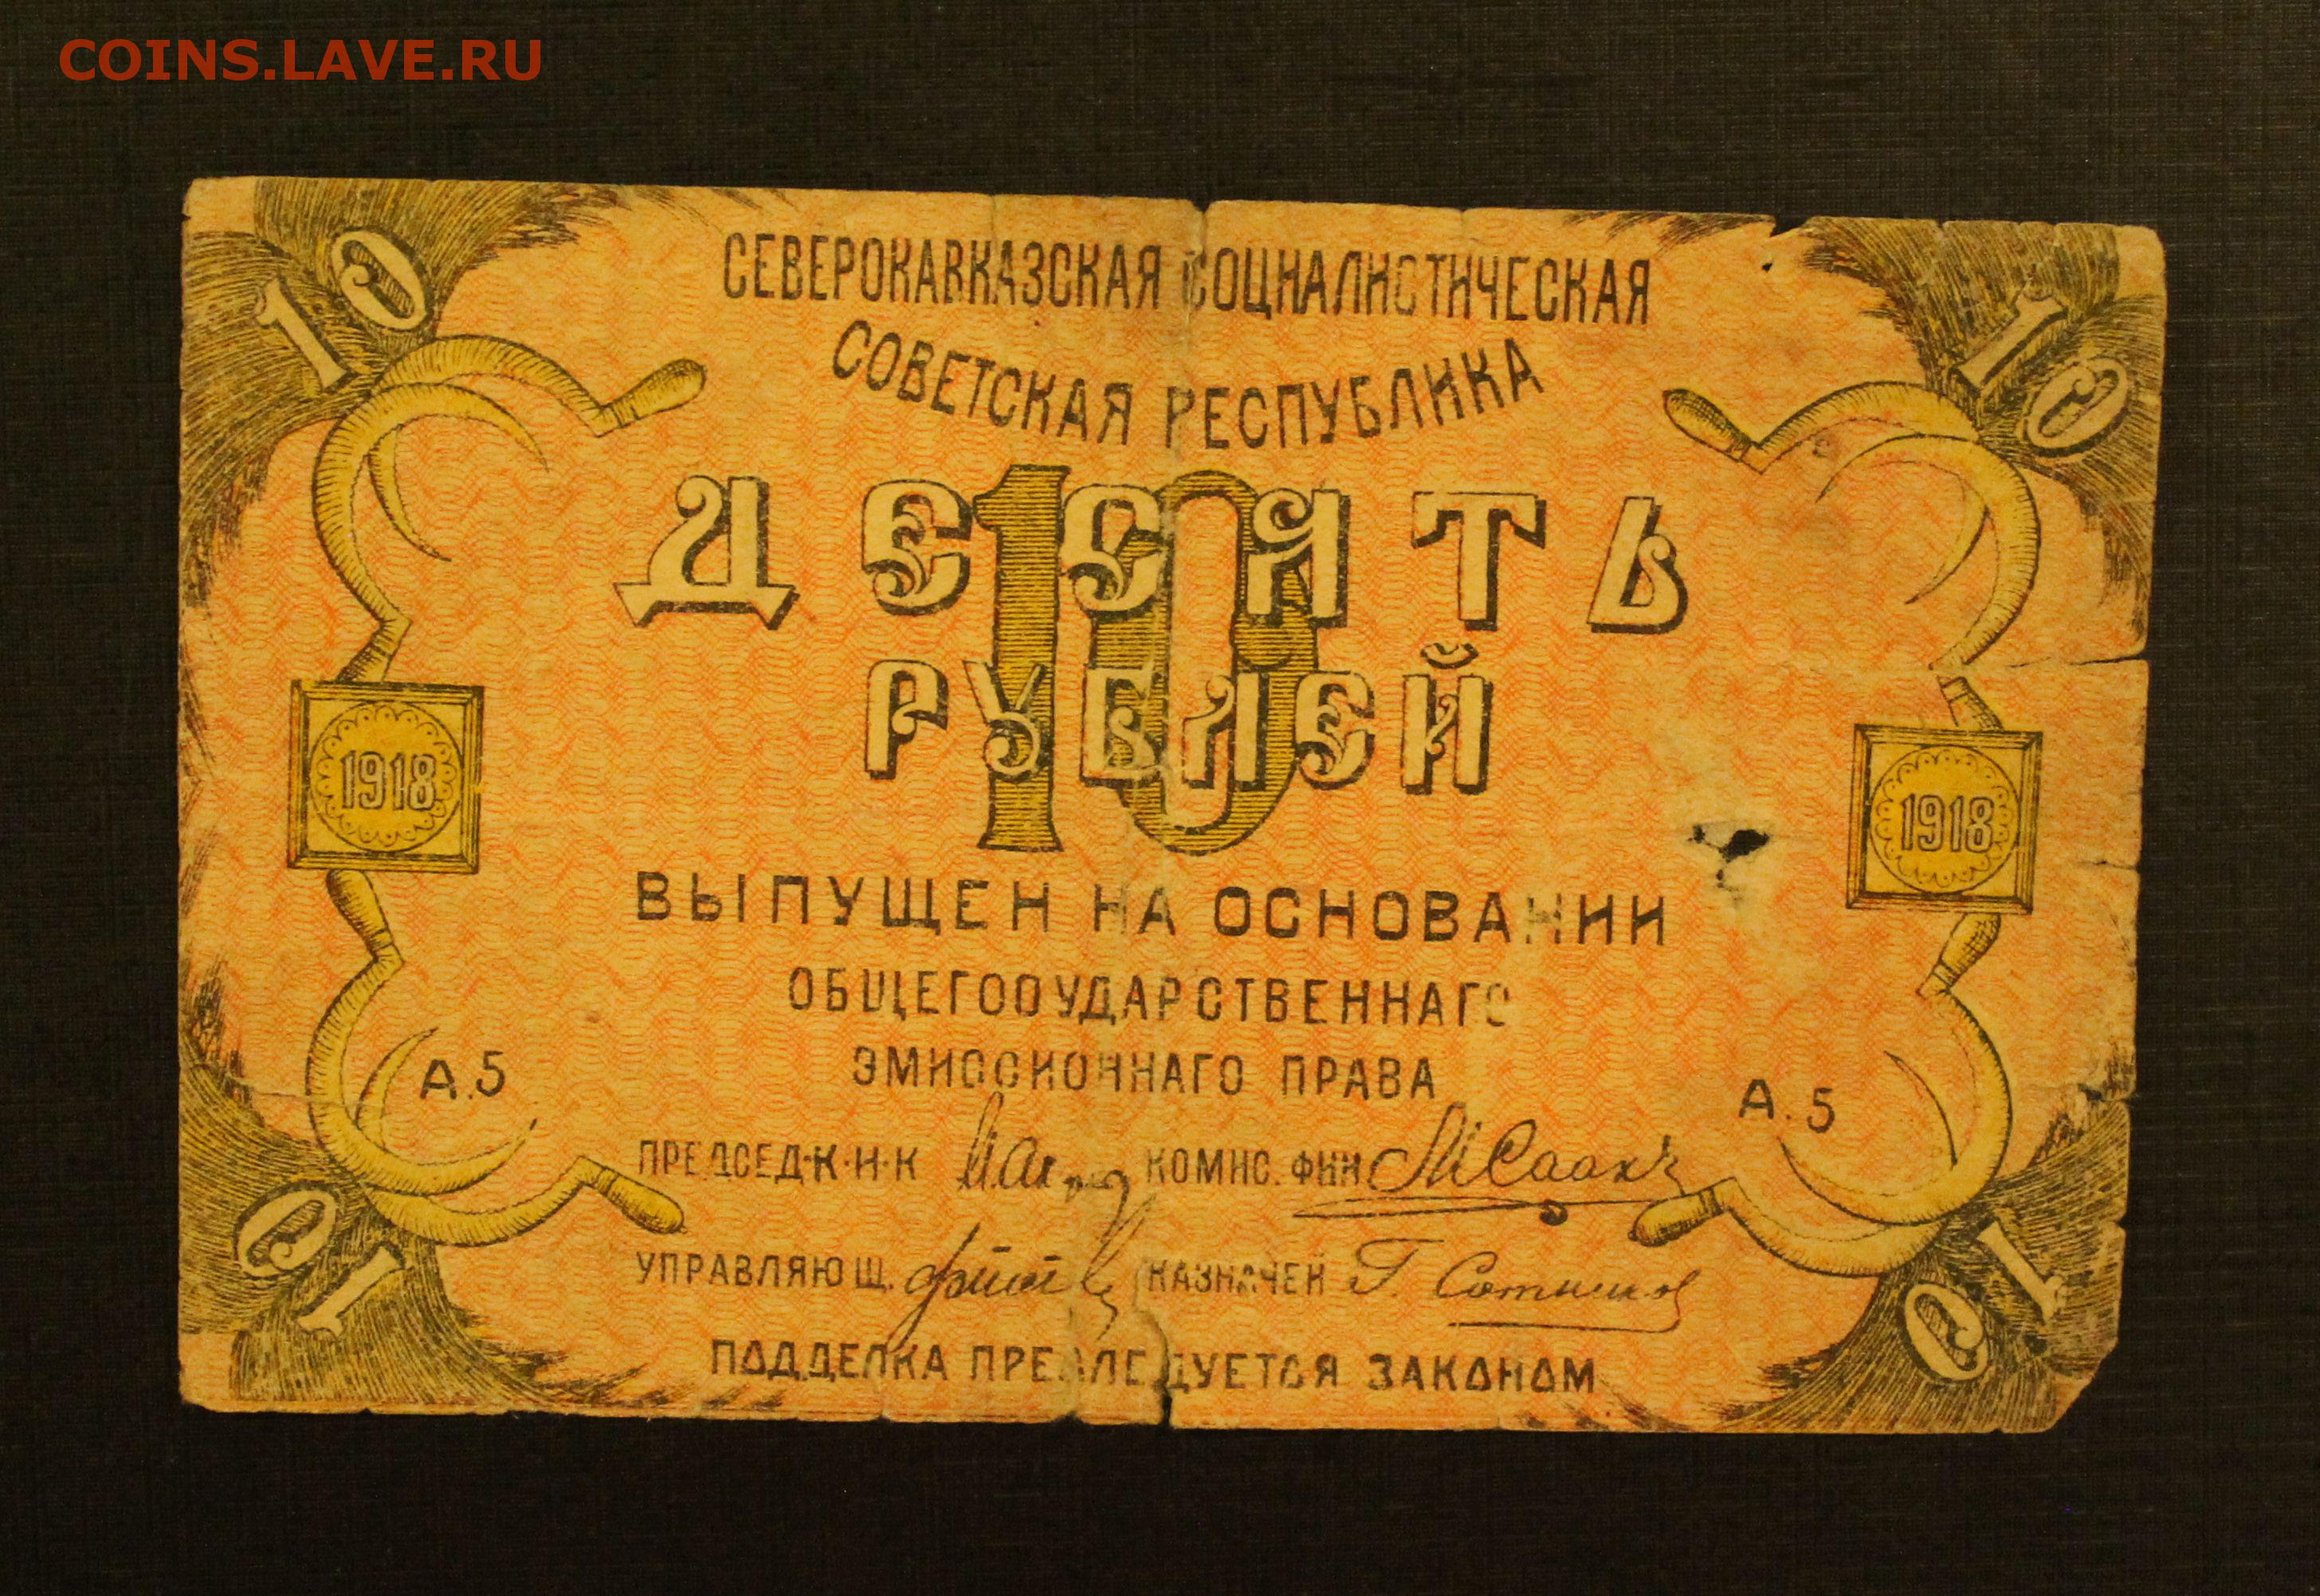 COINS.LAVE.RU
10
10
СЕВЕРОКАВКАЗСКАЯ СОЦИАЛИСТИЧЕСКАЯ
СОВЕТСКАЯ РЕСПУБЛИКА
10
ДЕСЯТЬ
РУБЛЕЙ
1918
1918
ВЫПУЩЕН НА ОСНОВАНИИ
ОБЩЕГОСУДАРСТВЕННАГО
ЭМИССИОННАГО ПРАВА
А.5
А.5
ПРЕДСЕД.К.И.К КОМИС. ФИН
УПРАВЛЯЮЩ. КАЗНАЧЕЙ Г. Сотников
10
10
ПОДДЕЛКА ПРЕСЛЕДУЕТСЯ ЗАКОНОМ